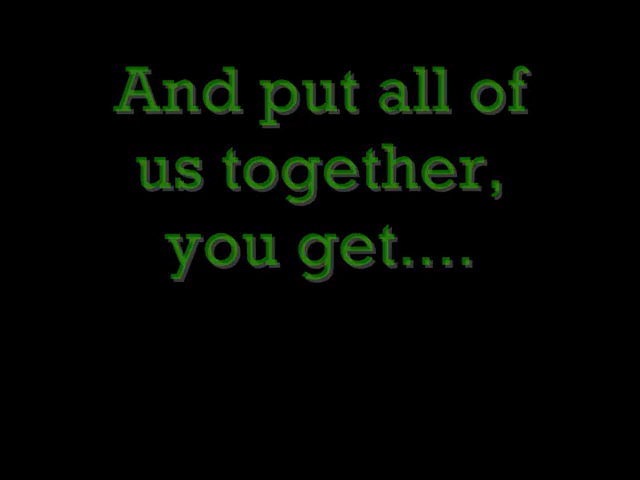 And put all of
us together,
you get....